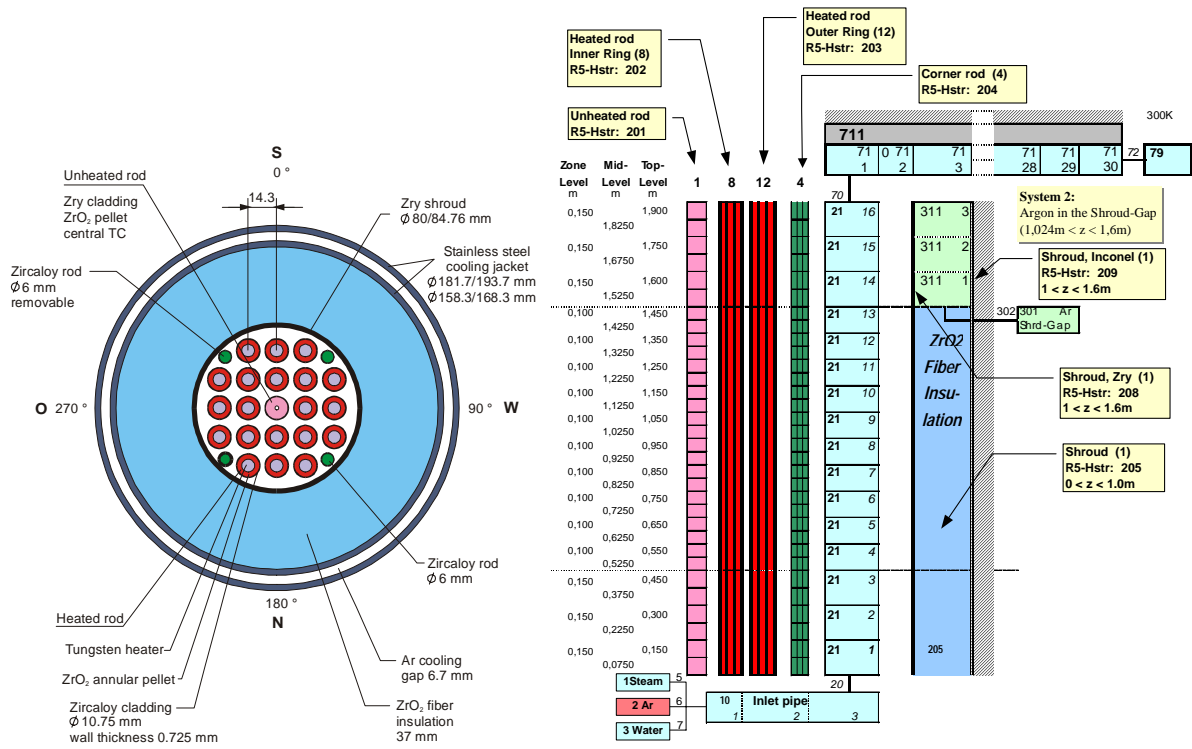 S
0 °
Unheated rod
14.3
Zry cladding
ZrO2 pellet
central TC
Zry shroud
Ø 80/84.76 mm
Zircaloy rod
Ø 6 mm
removable
Stainless steel
cooling jacket
Ø 181.7/193.7 mm
Ø 158.3/168.3 mm
O 270 °
90 ° W
Zircaloy rod
Ø 6 mm
180 °
N
Heated rod
Tungsten heater
ZrO2 annular pellet
Zircaloy cladding
Ø 10.75 mm
wall thickness 0.725 mm
Ar cooling
gap 6.7 mm
ZrO2 fiber
insulation
37 mm
Heated rod
Inner Ring (8)
R5-Hstr: 202
Heated rod
Outer Ring (12)
R5-Hstr: 203
Corner rod (4)
R5-Hstr: 204
Unheated rod
R5-Hstr: 201
300K
711
71 0 71 71 71 71 71 72 79
1 2 3 28 29 30
Zone Mid- Top-
Level Level Level 1 8 12 4
m m m
70
0,150 1,900 21 16
1.8250
0,150 1,750 21 15
1.6750
0,150 1,600 21 14
1.5250
0,100 1,450 21 13
1.4250
0,100 1,350 21 12
1.3250
0,100 1,250 21 11
1.2250
0,100 1,150 21 10
1.1250
0,100 1,050 21 9
1,0250
0,100 0,950 21 8
0.9250
0,100 0,850 21 7
0.8250
0,100 0,750 21 6
0,7250
0,100 0,650 21 5
0,6250
0,100 0,550 21 4
0,5250
0,150 0,450 21 3
0,3750
0,150 0,300 21 2
0,2250
0,150 0,150 21 1
0,0750
311 3
311 2
311 1
System 2:
Argon in the Shroud-Gap
(1,024m < z < 1,6m)
Shroud, Inconel (1)
R5-Hstr: 209
1 < z < 1.6m
302 301 Ar
Shrd-Gap
ZrO2
Fiber
Insu-
lation
Shroud, Zry (1)
R5-Hstr: 208
1 < z < 1.6m
Shroud (1)
R5-Hstr: 205
0 < z < 1.0m
205
20
1Steam 5
2 Ar 6
3 Water 7
10 Inlet pipe
1 2 3